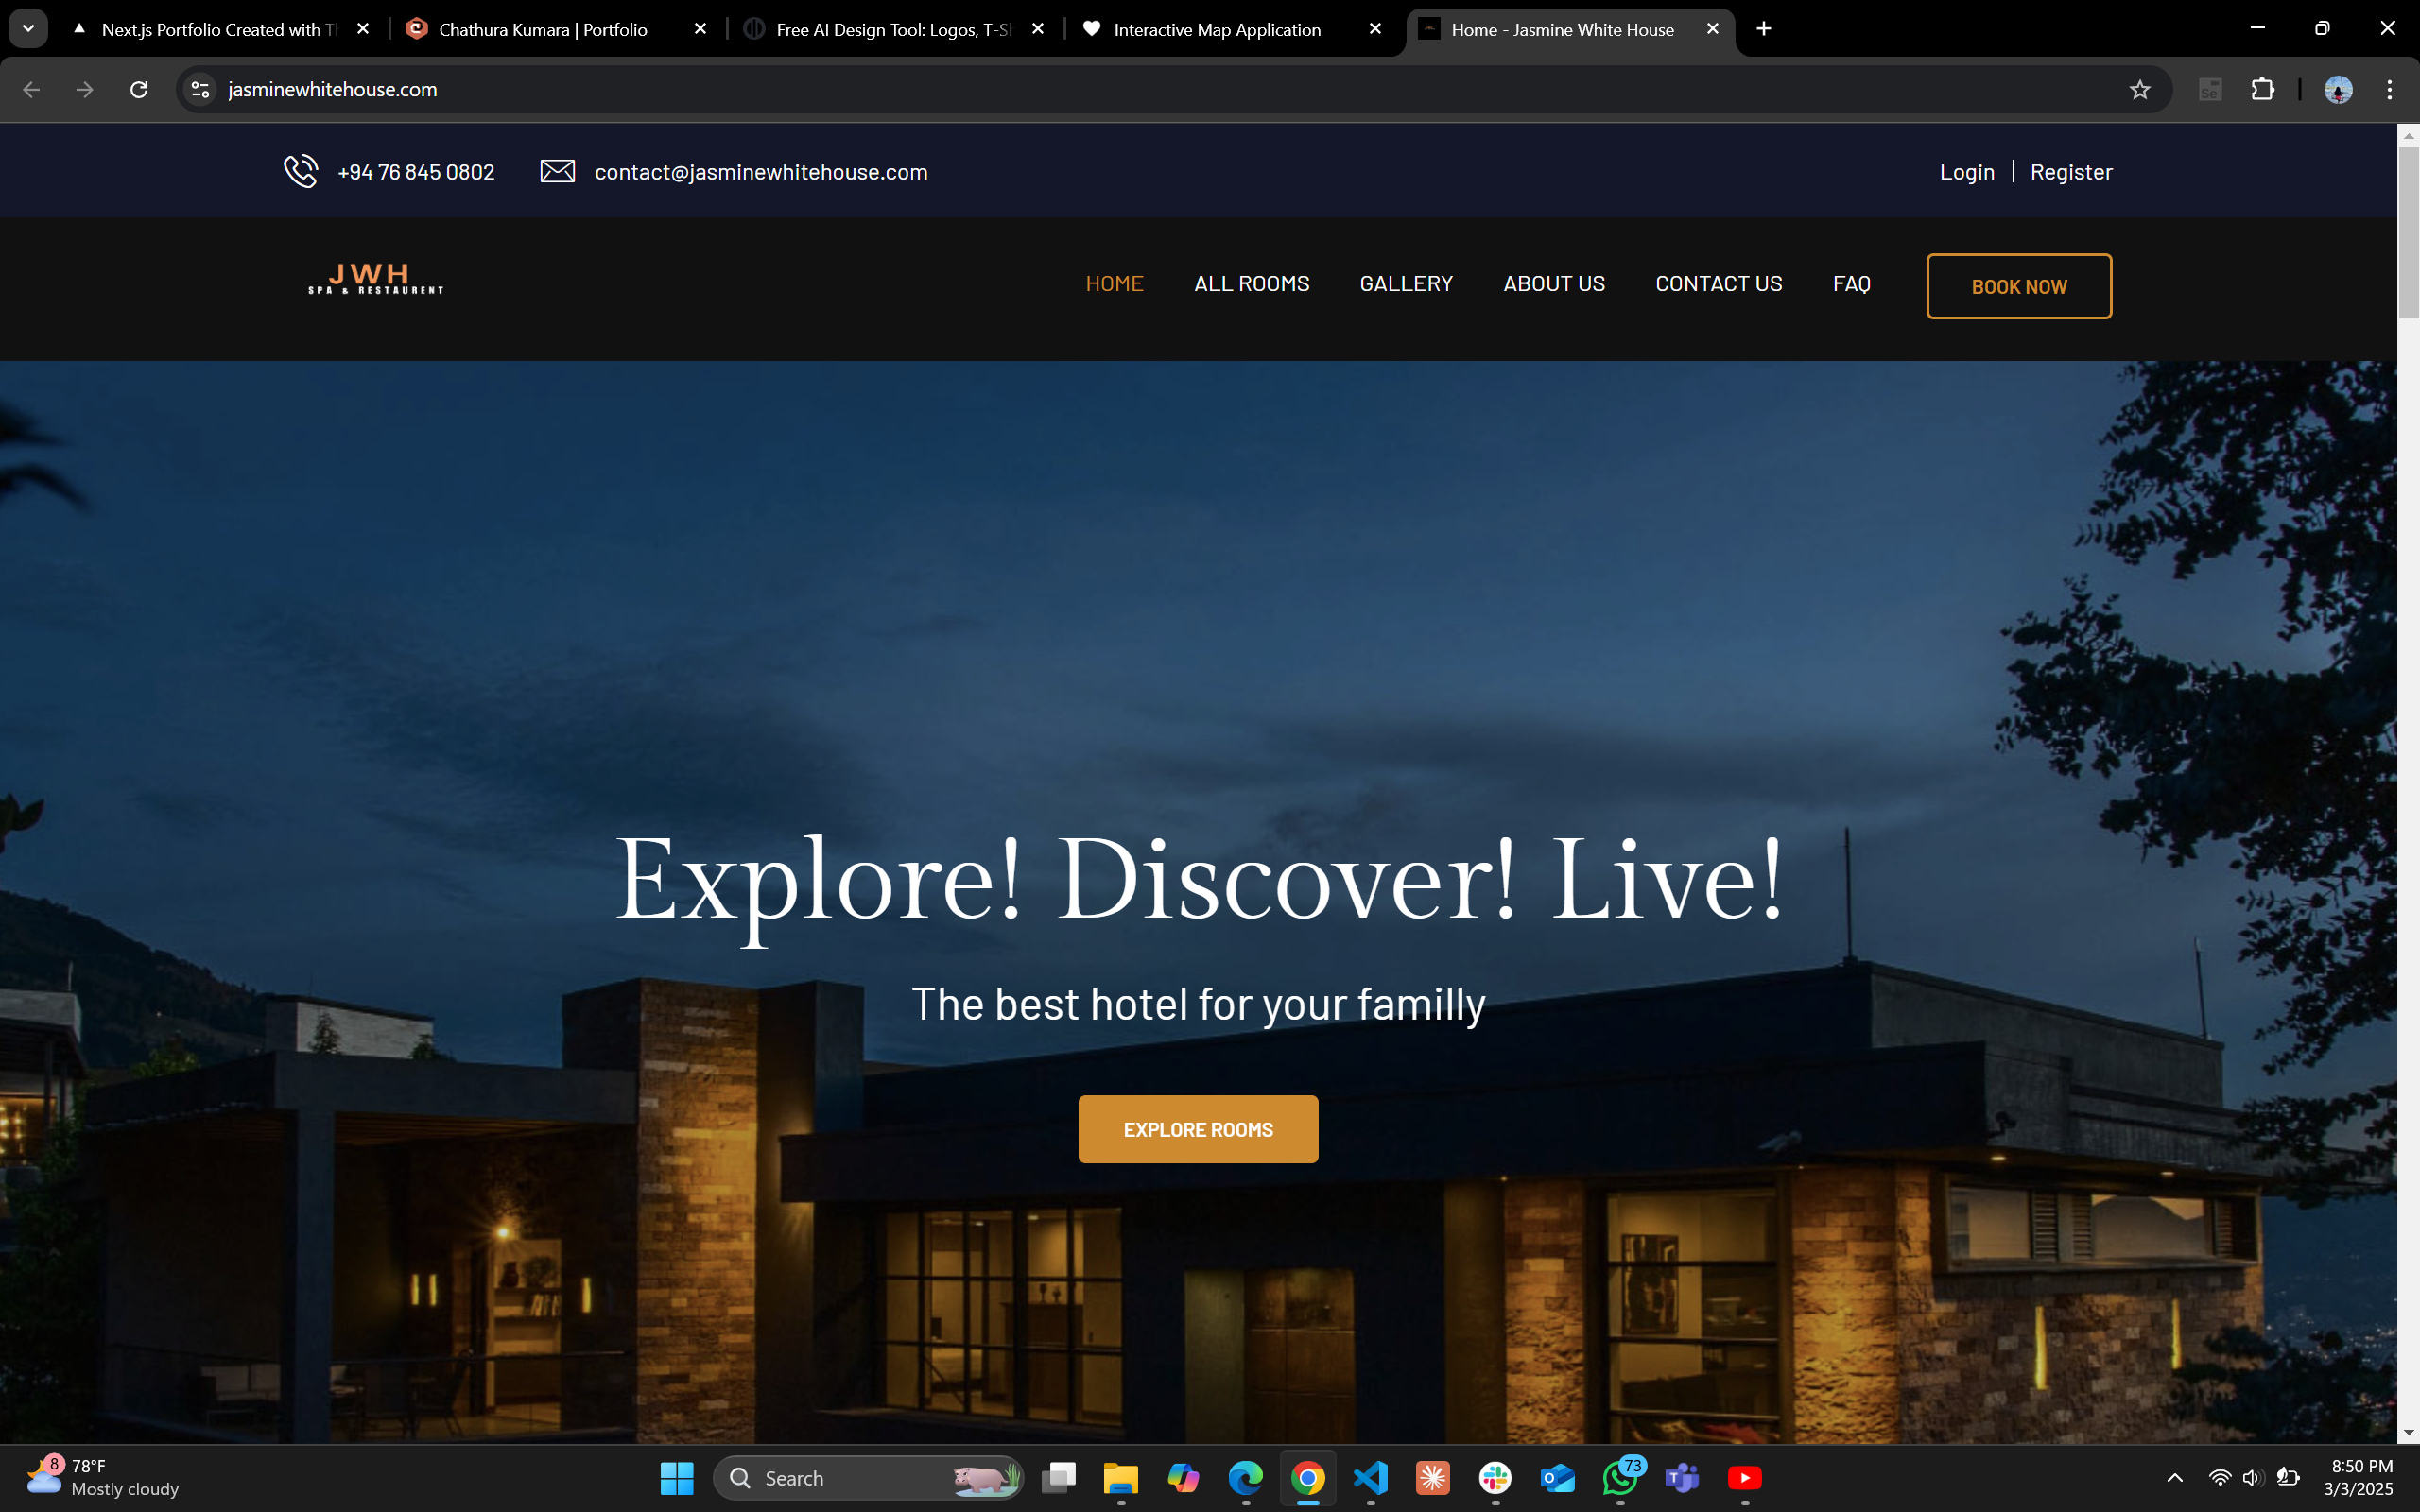 Next.js Portfolio Created with Th
Chathura Kumara | Portfolio
Free AI Design Tool: Logos, T-Sh
Interactive Map Application
Home - Jasmine White House
jasminewhitehouse.com
Se
+94 76 845 0802
contact@jasminewhitehouse.com
Login
Register
JWH
SPA & RESTAURENT
HOME
ALL ROOMS
GALLERY
ABOUT US
CONTACT US
FAQ
BOOK NOW
Explore! Discover! Live!
The best hotel for your familly
EXPLORE ROOMS
8
78°F
Mostly cloudy
Search
73
8:50 PM
3/3/2025